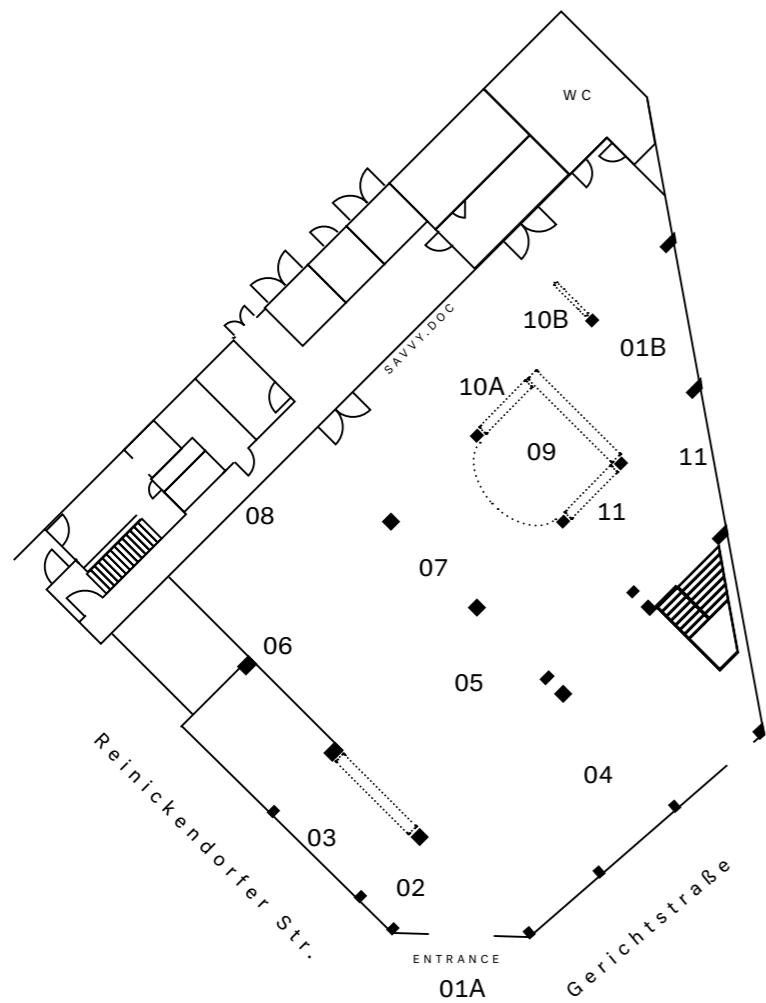 WC
10B
01B
SAVVY.DOC
10A
09
11
11
08
07
06
05
04
03
02
Reinickendorfer Str.
Gerichtstraße
ENTRANCE
01A